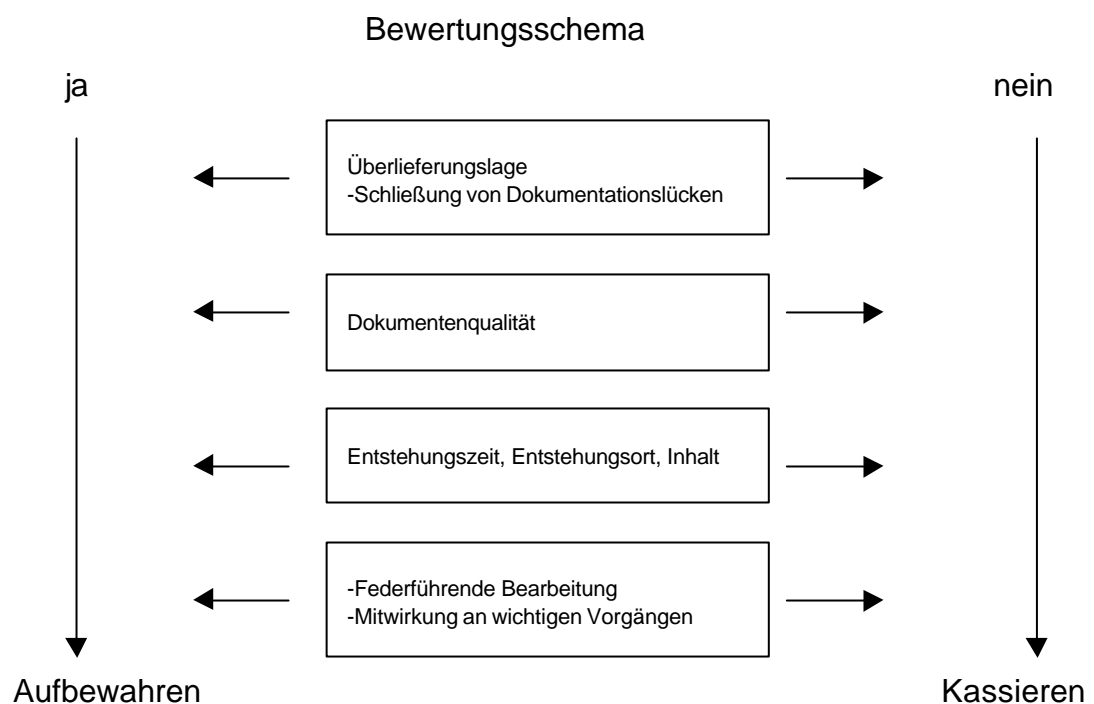 Bewertungsschema
ja
nein
Überlieferungslage
-Schließung von Dokumentationslücken
Dokumentenqualität
Entstehungszeit, Entstehungsort, Inhalt
-Federführende Bearbeitung
-Mitwirkung an wichtigen Vorgängen
Aufbewahren
Kassieren